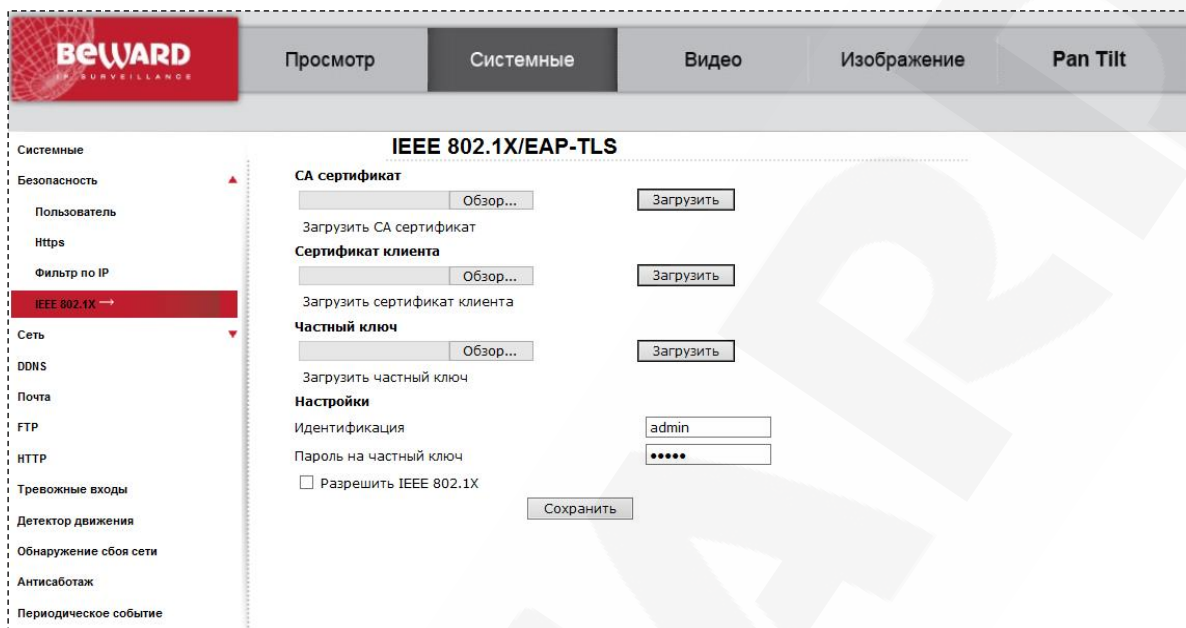 BEWARD
IP SURVEILLANCE
Просмотр
Системные
Видео
Изображение
Pan Tilt
Системные
Безопасность
Пользователь
Https
Фильтр по IP
IEEE 802.1X →
Сеть
DDNS
Почта
FTP
HTTP
Тревожные входы
Детектор движения
Обнаружение сбоя сети
Антисаботаж
Периодическое событие
IEEE 802.1X/EAP-TLS
CA сертификат
Обзор... Загрузить
Загрузить CA сертификат
Сертификат клиента
Обзор... Загрузить
Загрузить сертификат клиента
Частный ключ
Обзор... Загрузить
Загрузить частный ключ
Настройки
Идентификация admin
Пароль на частный ключ •••••
Разрешить IEEE 802.1X
Сохранить